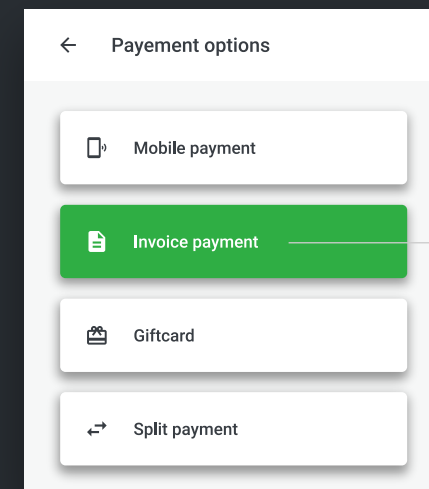 Payement options
Mobile payment
Invoice payment
Giftcard
Split payment